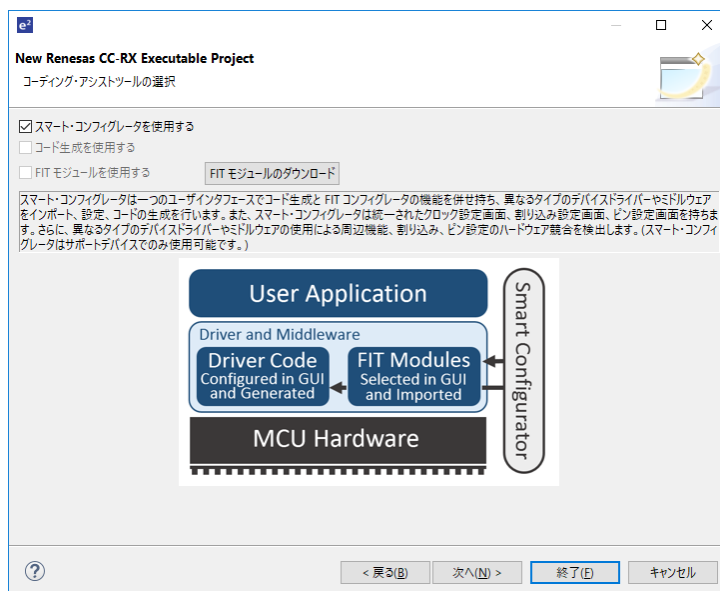 e²
New Renesas CC-RX Executable Project
コーディング・アシストツールの選択
スマート・コンフィグレータを使用する
コード生成を使用する
FIT モジュールを使用する
FIT モジュールのダウンロード
スマート・コンフィグレータは一つのユーザインタフェースでコード生成と FIT コンフィグレータの機能を併せ持ち、異なるタイプのデバイスドライバーやミドルウェア
をインポート、設定、コードの生成を行います。また、スマート・コンフィグレータは統一されたクロック設定画面、割り込み設定画面、ピン設定画面を持ちま
す。さらに、異なるタイプのデバイスドライバーやミドルウェアの使用による周辺機能、割り込み、ピン設定のハードウェア競合を検出します。(スマート・コンフィ
グレータはサポートデバイスでのみ使用可能です。)
User Application
Driver and Middleware
Driver Code
Configured in GUI
and Generated
FIT Modules
Selected in GUI
and Imported
MCU Hardware
Smart Configurator
?
< 戻る(B)
次へ(N) >
終了(F)
キャンセル